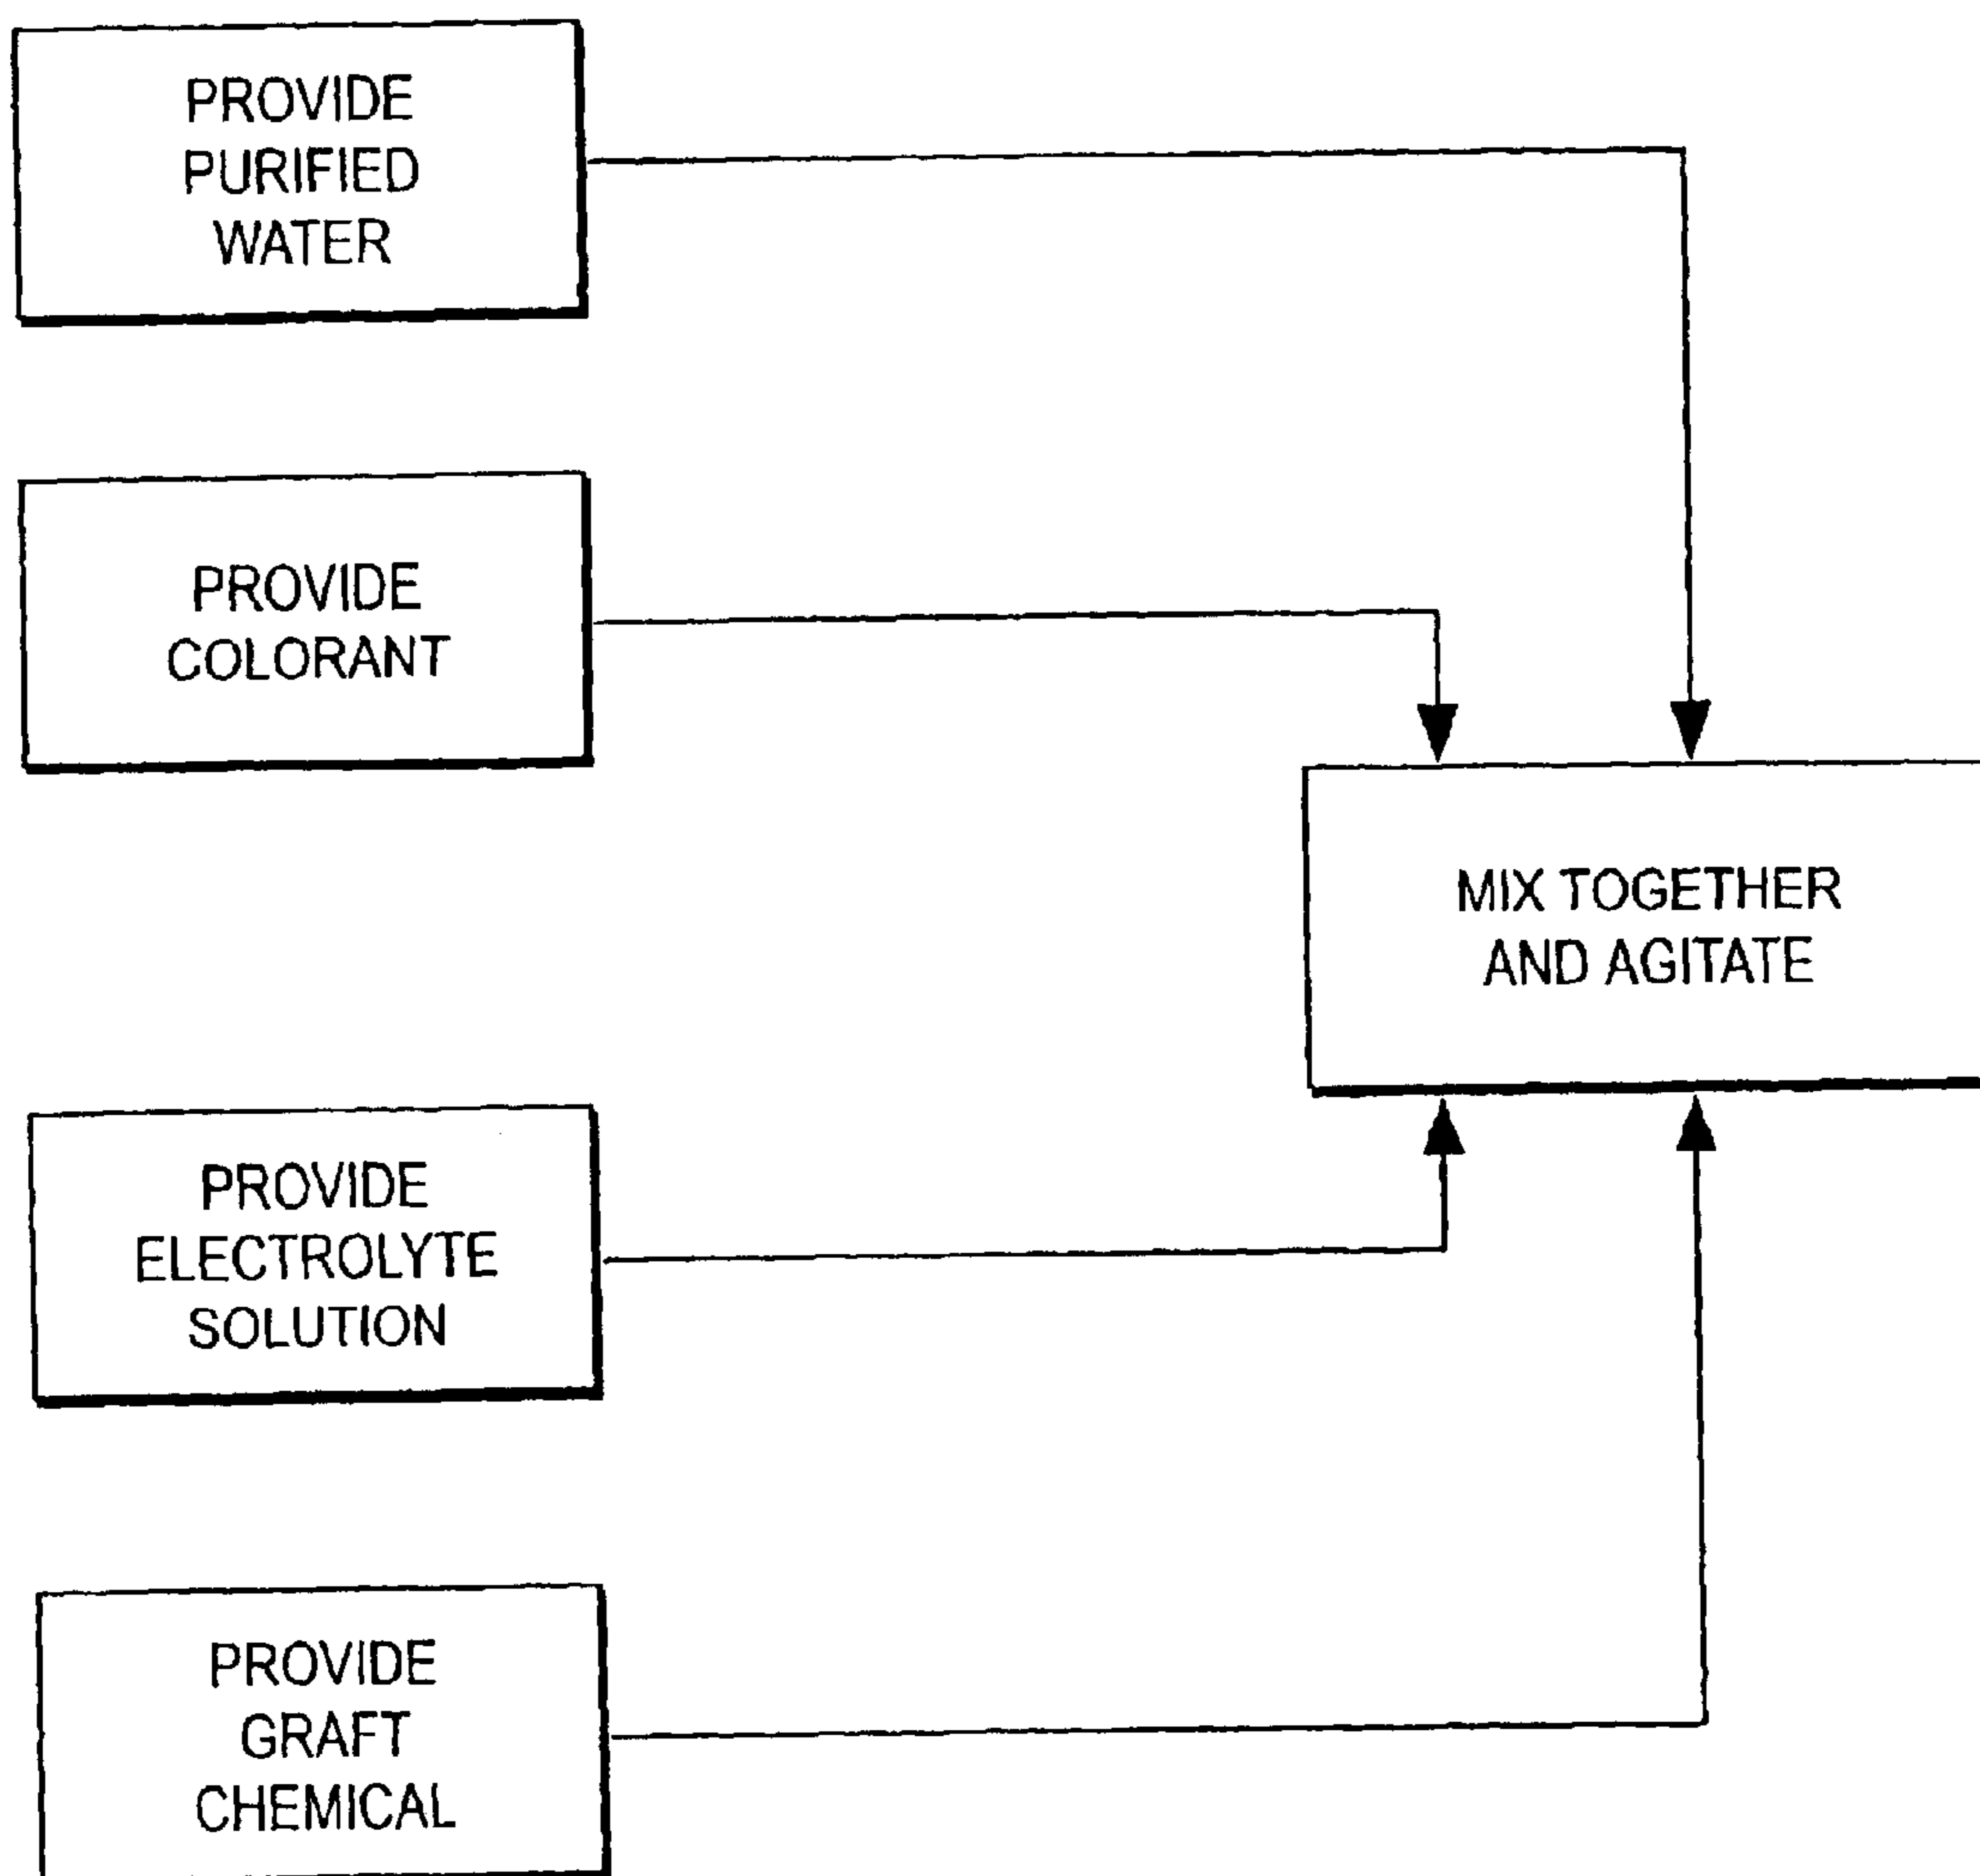 PROVIDE
PURIFIED
WATER
PROVIDE
COLORANT
MIX TOGETHER
AND AGITATE
PROVIDE
ELECTROLYTE
SOLUTION
PROVIDE
GRAFT
CHEMICAL